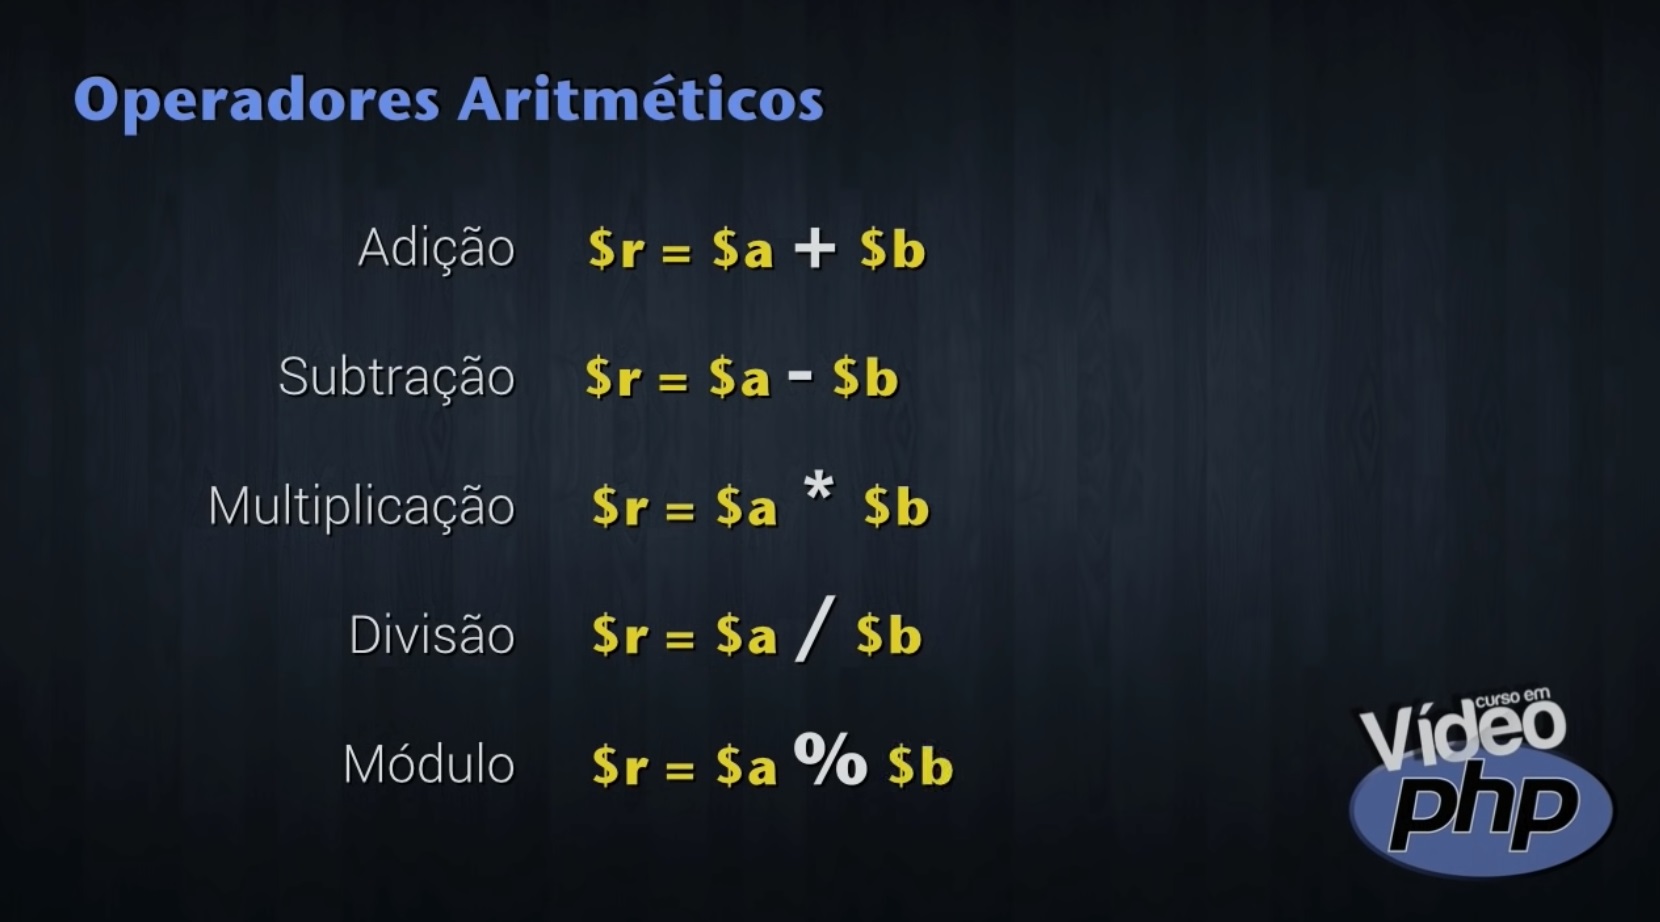 Operadores Aritméticos
Adição $r = $a + $b
Subtração $r = $a - $b
Multiplicação $r = $a * $b
Divisão $r = $a / $b
Módulo $r = $a % $b
curso em
Vídeo
php